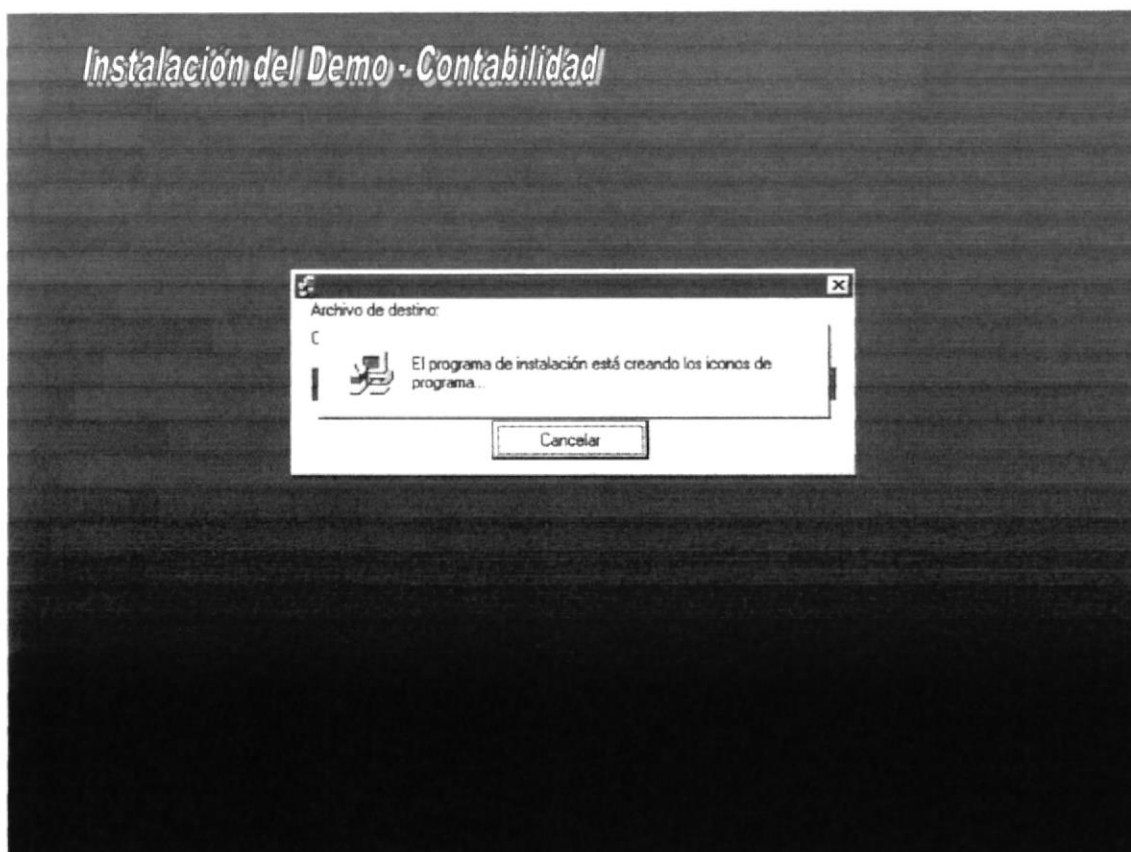 Instalación del Demo - Contabilidad
Archivo de destino:
C
El programa de instalación está creando los iconos de
programa...
Cancelar